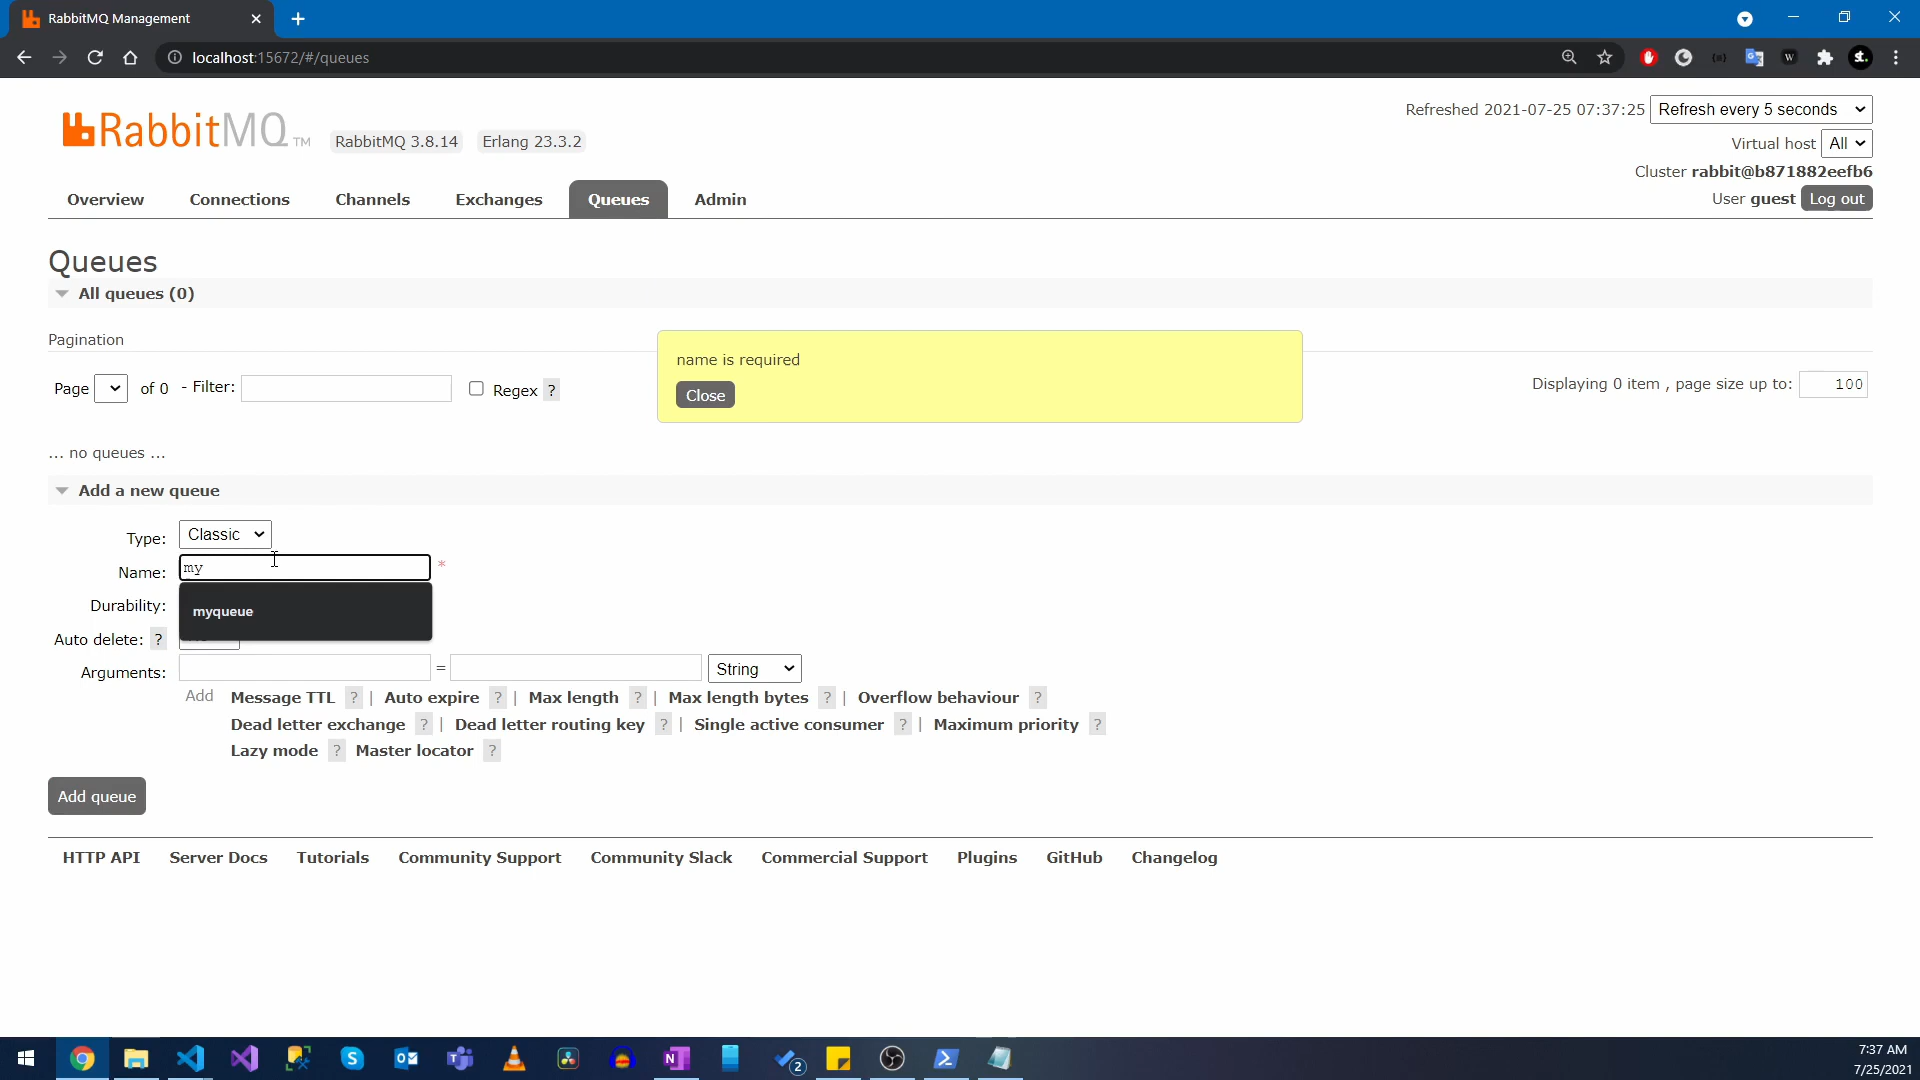 RabbitMQ Management
localhost:15672/#/queues
RabbitMQ TM
RabbitMQ 3.8.14
Erlang 23.3.2
Refreshed 2021-07-25 07:37:25
Refresh every 5 seconds
Virtual host
All
Cluster rabbit@b871882eefb6
User guest
Log out
Overview
Connections
Channels
Exchanges
Queues
Admin
Queues
All queues (0)
Pagination
Page
of 0
- Filter:
Regex ?
Displaying 0 item , page size up to:
100
name is required
Close
... no queues ...
Add a new queue
Type:
Classic
Name:
my
*
myqueue
Durability:
Auto delete: ?
Arguments:
=
String
Add
Message TTL ? | Auto expire ? | Max length ? | Max length bytes ? | Overflow behaviour ?
Dead letter exchange ? | Dead letter routing key ? | Single active consumer ? | Maximum priority ?
Lazy mode ? Master locator ?
Add queue
HTTP API
Server Docs
Tutorials
Community Support
Community Slack
Commercial Support
Plugins
GitHub
Changelog
2
7:37 AM
7/25/2021